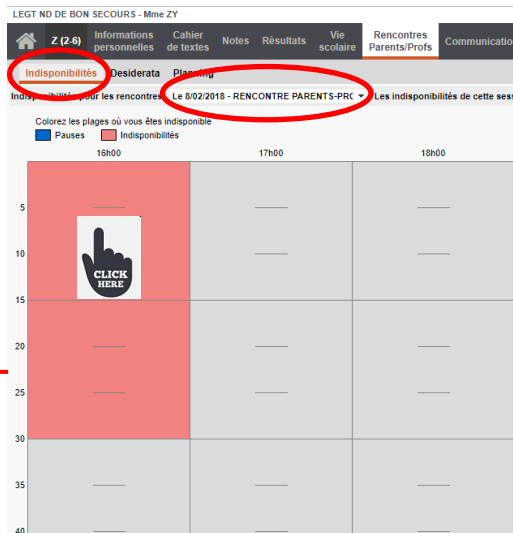 LEGT ND DE BON SECOURS - Mme ZY
Z (2-6) Informations personnelles Cahier de textes Notes Résultats Vie scolaire Rencontres Parents/Profs Communicatio
Indisponibilités Desiderata Planning
Indisponibilités pour les rencontres Le 8/02/2018 - RENCONTRE PARENTS-PRO Les indisponibilités de cette sess
Colorez les plages où vous êtes indisponible
Pauses Indisponibilités
16h00 17h00 18h00
5
10
CLICK
HERE
15
20
25
30
35
40